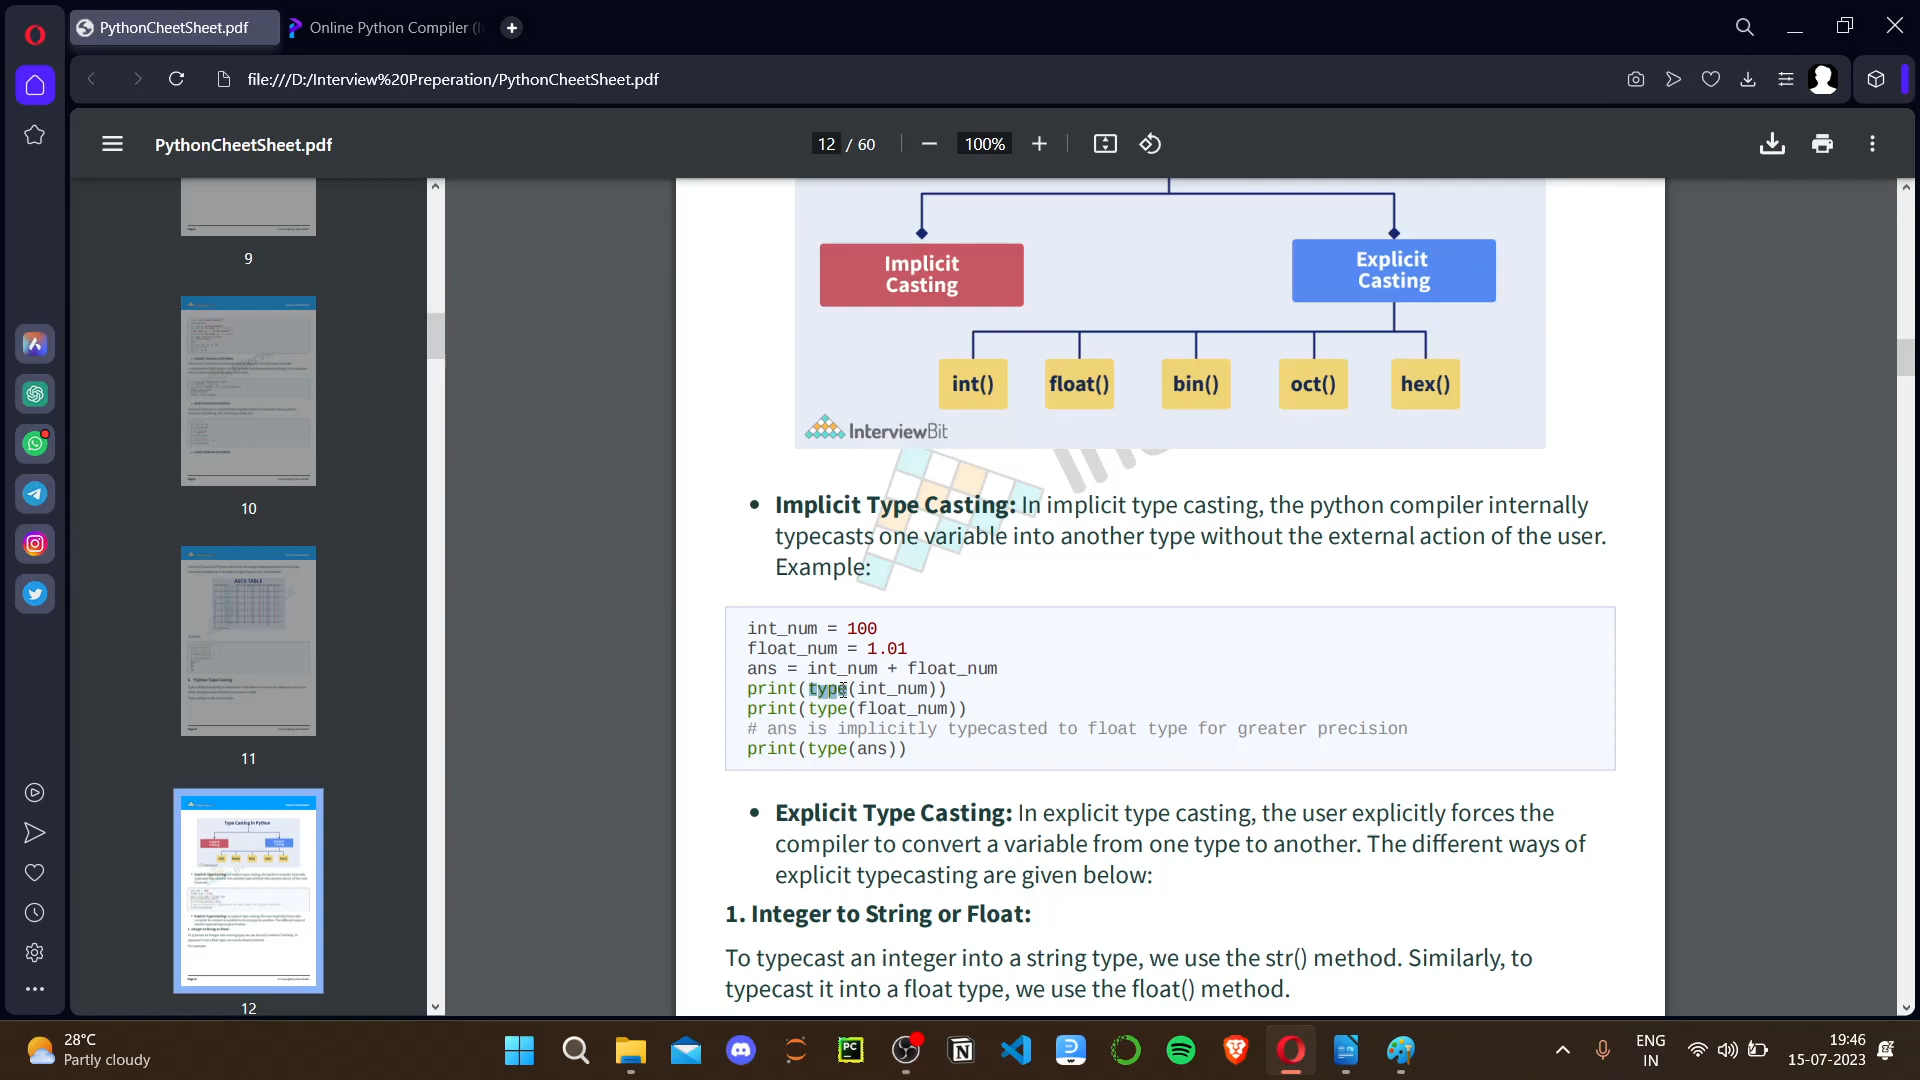 PythonCheetSheet.pdf
Online Python Compiler (I
file:///D:/Interview%20Preperation/PythonCheetSheet.pdf
PythonCheetSheet.pdf
12 / 60
100%
9
10
11
12
ASCII TABLE
Type Casting in Python
Implicit
Casting
Explicit
Casting
int()
float()
bin()
oct()
hex()
InterviewBit
• Implicit Type Casting: In implicit type casting, the python compiler internally
typecasts one variable into another type without the external action of the user.
Example:
int_num = 100
float_num = 1.01
ans = int_num + float_num
print(type(int_num))
print(type(float_num))
# ans is implicitly typecasted to float type for greater precision
print(type(ans))
• Explicit Type Casting: In explicit type casting, the user explicitly forces the
compiler to convert a variable from one type to another. The different ways of
explicit typecasting are given below:
1. Integer to String or Float:
To typecast an integer into a string type, we use the str() method. Similarly, to
typecast it into a float type, we use the float() method.
28°C
Partly cloudy
PC
ENG
IN
19:46
15-07-2023